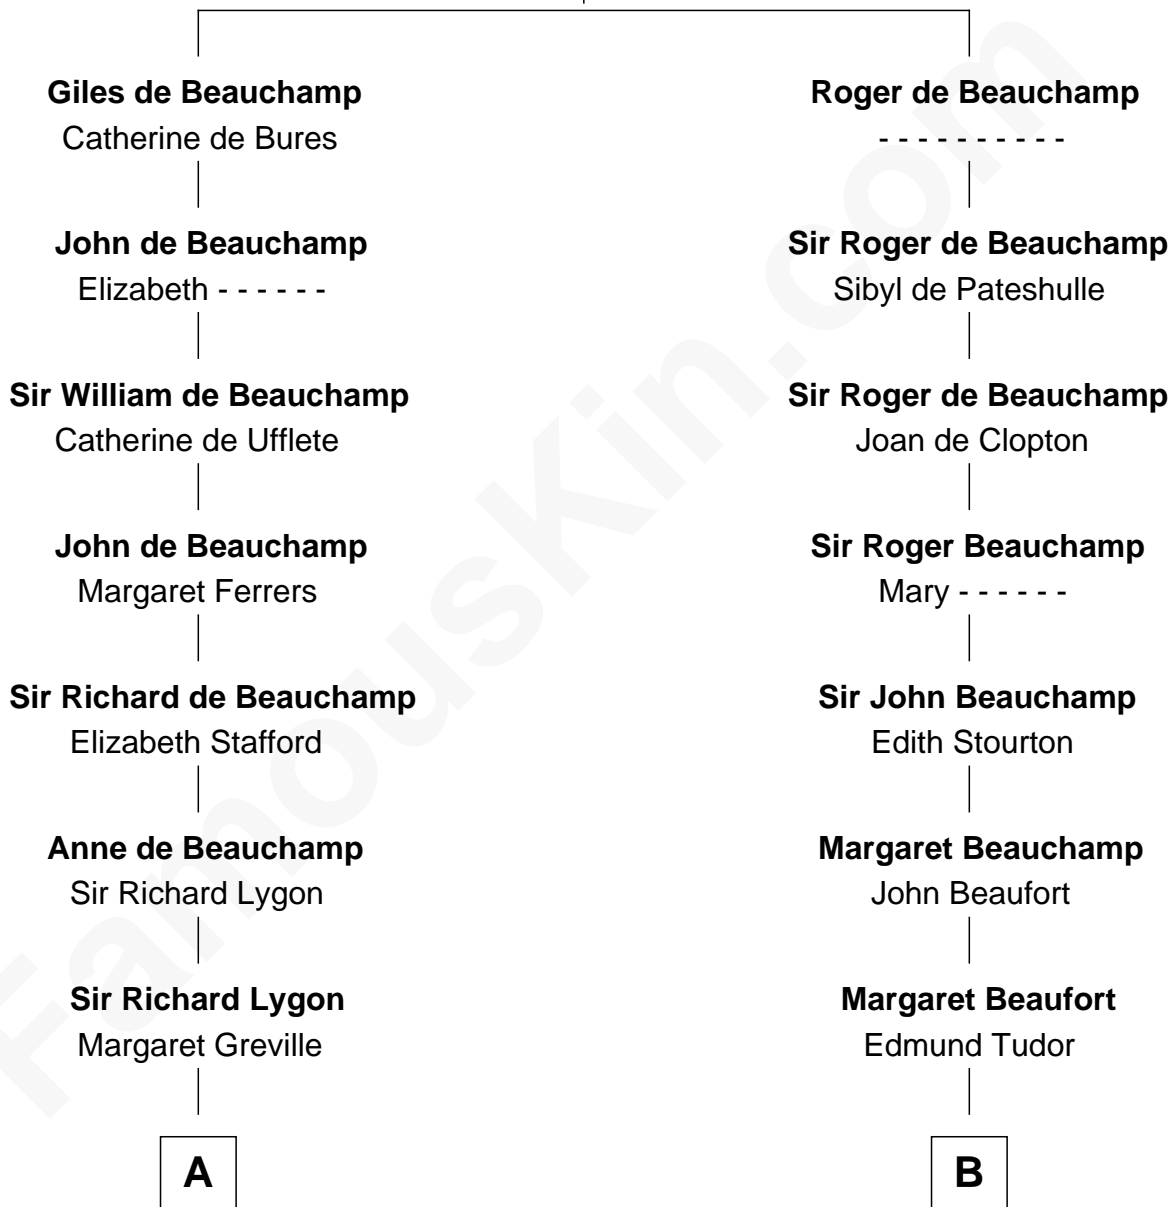 Giles de Beauchamp
Catherine de Bures
John de Beauchamp
Elizabeth - - - - - -
Sir William de Beauchamp
Catherine de Ufflete
John de Beauchamp
Margaret Ferrers
Sir Richard de Beauchamp
Elizabeth Stafford
Anne de Beauchamp
Sir Richard Lygon
Sir Richard Lygon
Margaret Greville
A
Roger de Beauchamp
- - - - - - - - - -
Sir Roger de Beauchamp
Sibyl de Pateshulle
Sir Roger de Beauchamp
Joan de Clopton
Sir Roger Beauchamp
Mary - - - - - -
Sir John Beauchamp
Edith Stourton
Margaret Beauchamp
John Beaufort
Margaret Beaufort
Edmund Tudor
B
FamousKin.com